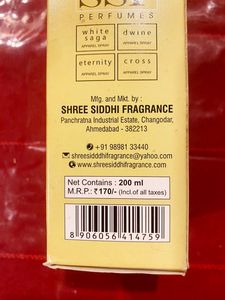 PERFUMES
white saga
APPAREL SPRAY
dwine
APPAREL SPRAY
eternity
APPAREL SPRAY
cross
APPAREL SPRAY
Mfg. and Mkt. by :
SHREE SIDDHI FRAGRANCE
Panchratna Industrial Estate, Changodar,
Ahmedabad - 382213
+91 98981 33440
shreesiddhifragrance@yahoo.com
www.shreesiddhifragrance.com
Net Contains : 200 ml
M.R.P.: ₹170/- (Incl.of all taxes)
8 906056 414759